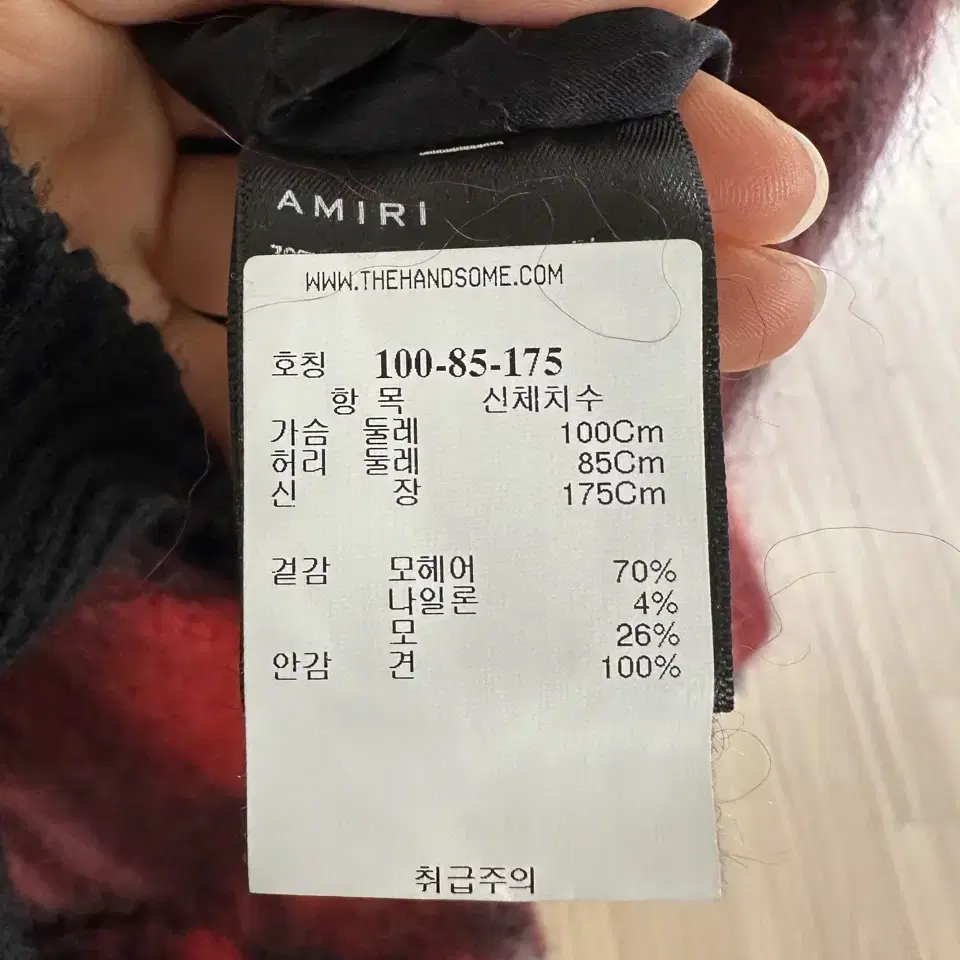 AMIRI
WWW.THEHANDSOME.COM
호칭 100-85-175
항 목 신체치수
가슴 둘레 100Cm
허리 둘레 85Cm
신 장 175Cm
겉감 모헤어 70%
나일론 4%
모 26%
안감 견 100%
취급주의